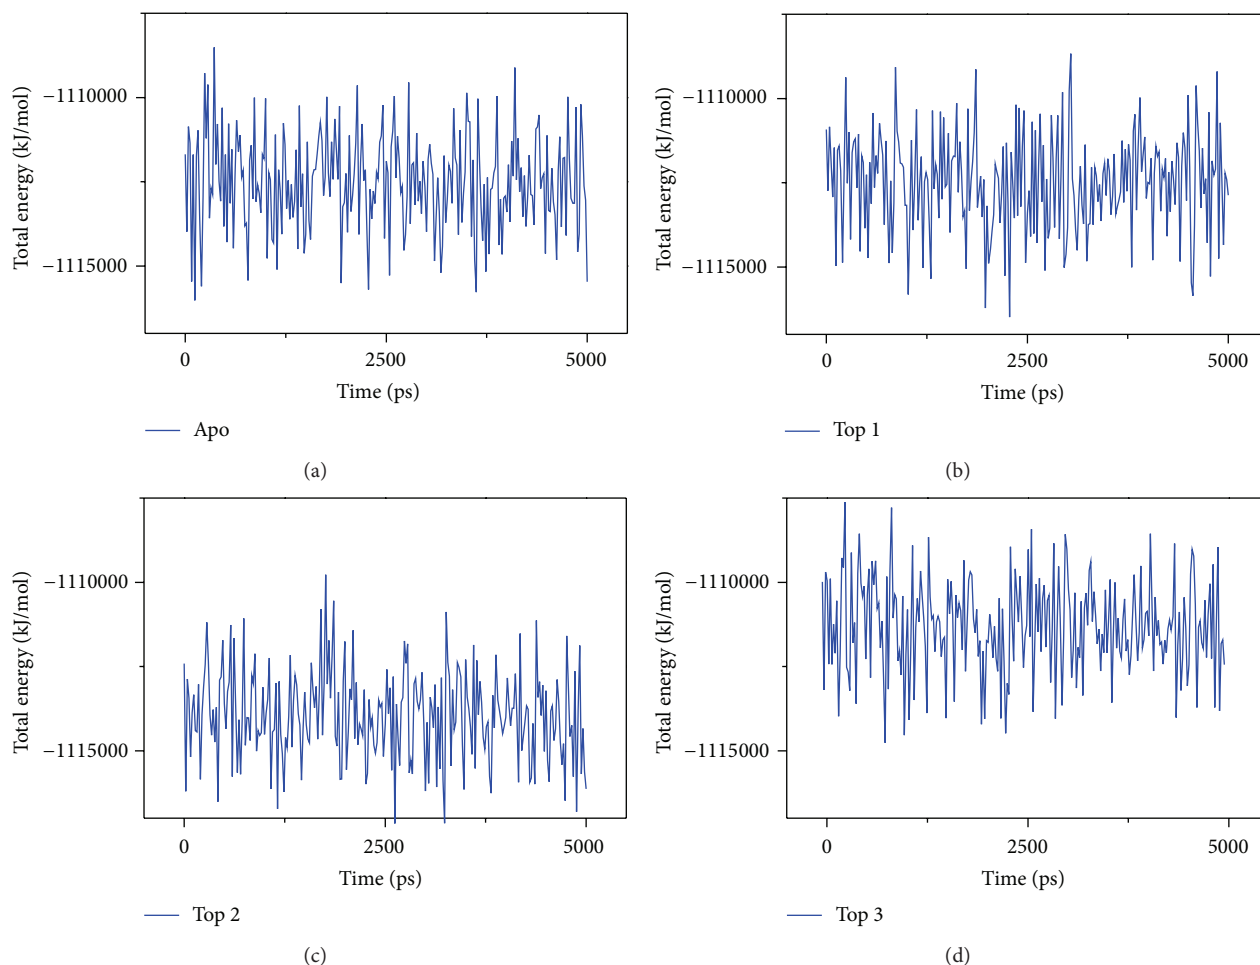 Total energy (kJ/mol)
−1110000
−1115000
0
2500
5000
Time (ps)
Apo
(a)
Total energy (kJ/mol)
−1110000
−1115000
0
2500
5000
Time (ps)
Top 1
(b)
Total energy (kJ/mol)
−1110000
−1115000
0
2500
5000
Time (ps)
Top 2
(c)
Total energy (kJ/mol)
−1110000
−1115000
0
2500
5000
Time (ps)
Top 3
(d)